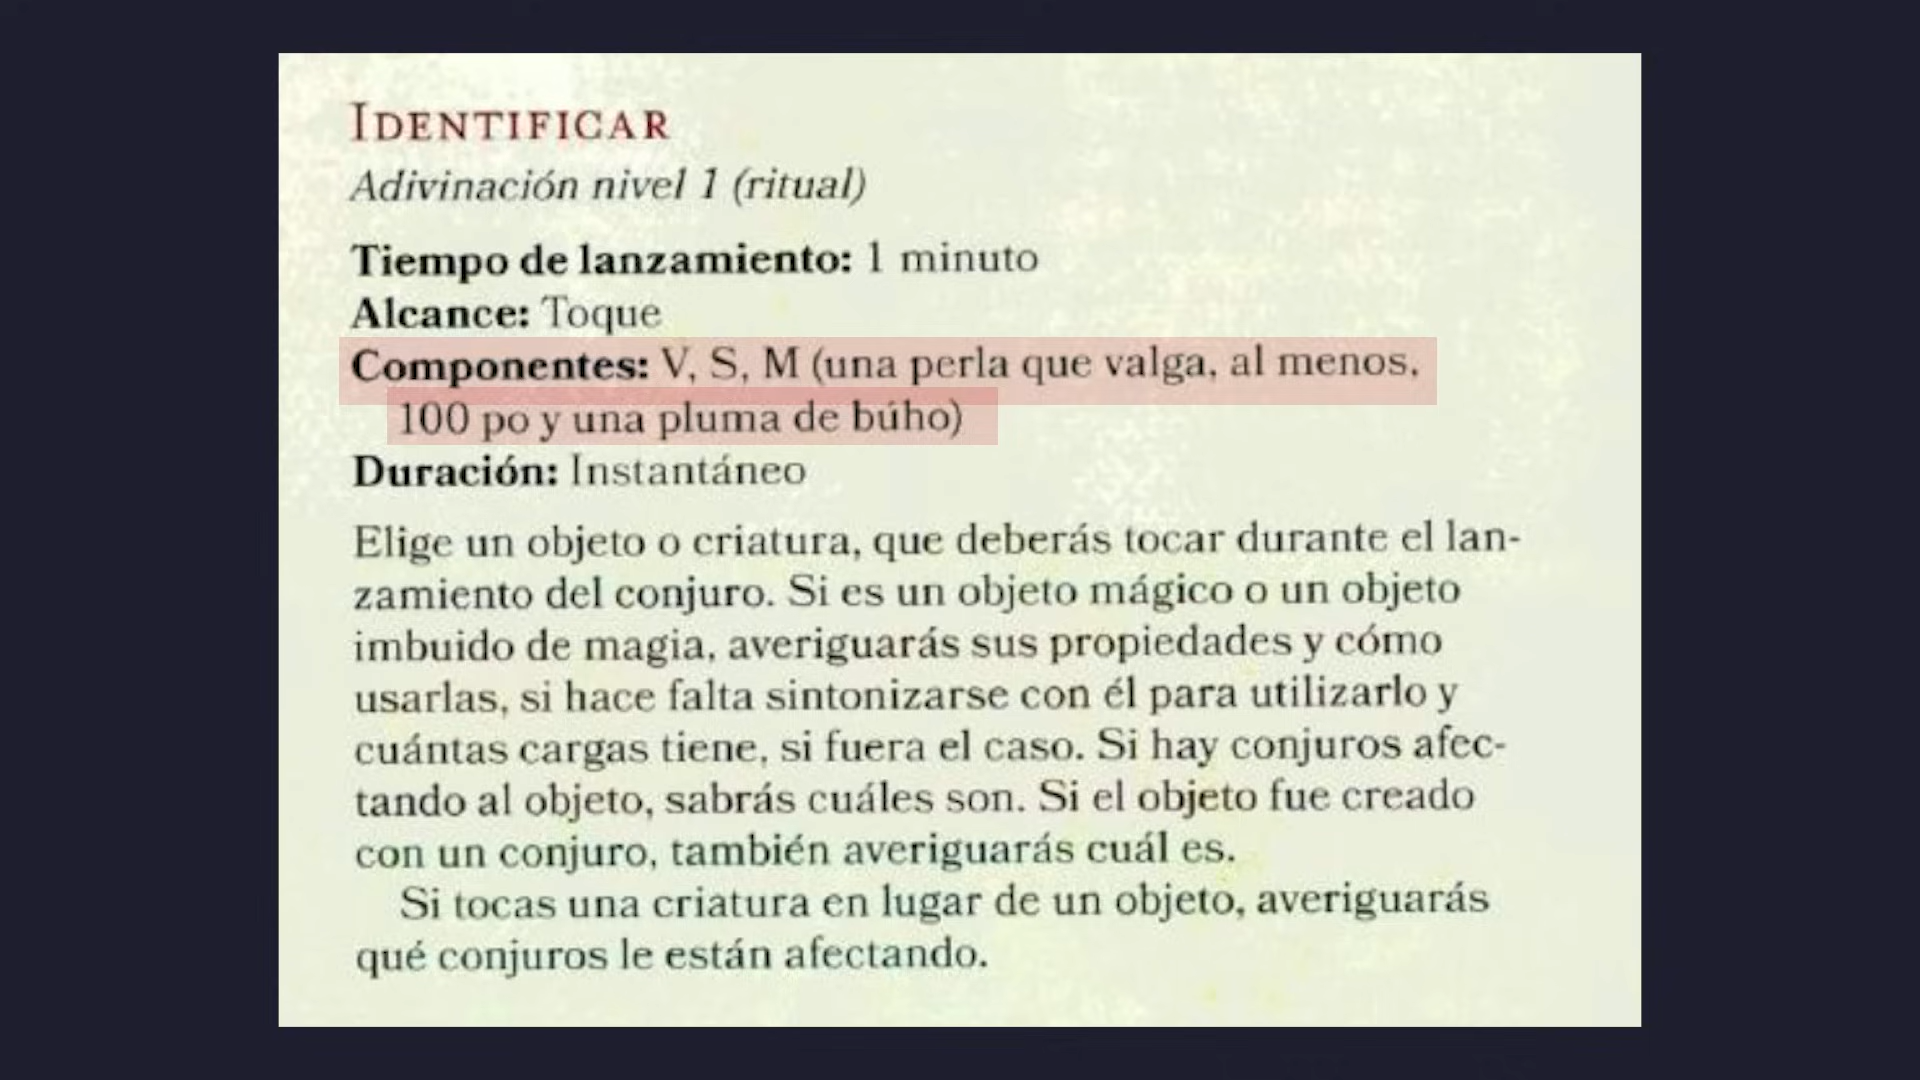 IDENTIFICAR
Adivinación nivel 1 (ritual)
Tiempo de lanzamiento: 1 minuto
Alcance: Toque
Componentes: V, S, M (una perla que valga, al menos,
100 po y una pluma de búho)
Duración: Instantáneo
Elige un objeto o criatura, que deberás tocar durante el lan-
zamiento del conjuro. Si es un objeto mágico o un objeto
imbuido de magia, averiguarás sus propiedades y cómo
usarlas, si hace falta sintonizarse con él para utilizarlo y
cuántas cargas tiene, si fuera el caso. Si hay conjuros afec-
tando al objeto, sabrás cuáles son. Si el objeto fue creado
con un conjuro, también averiguarás cuál es.
Si tocas una criatura en lugar de un objeto, averiguarás
qué conjuros le están afectando.